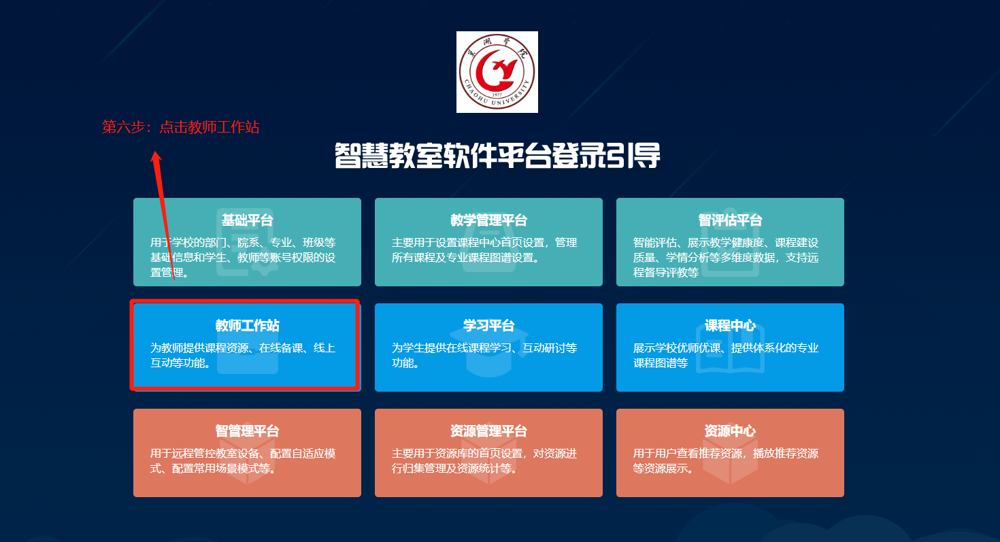 巢湖学院
CHAOHU UNIVERSITY
1977
第六步：点击教师工作站
智慧教室软件平台登录引导
基础平台
用于学校的部门、院系、专业、班级等
基础信息和学生、教师等账号权限的设
置管理。
教学管理平台
主要用于设置课程中心首页设置，管理
所有课程及专业课程图谱设置。
智评估平台
智能评估、展示教学健康度、课程建设
质量、学情分析等多维度数据，支持远
程督导评教等
教师工作站
为教师提供课程资源、在线备课、线上
互动等功能。
学习平台
为学生提供在线课程学习、互动研讨等
功能。
课程中心
展示学校优师优课、提供体系化的专业
课程图谱等
智管理平台
用于远程管控教室设备、配置自适应模
式、配置常用场景模式等。
资源管理平台
主要用于资源库的首页设置，对资源进
行归集管理及资源统计等。
资源中心
用于用户查看推荐资源，播放推荐资源
等资源展示。